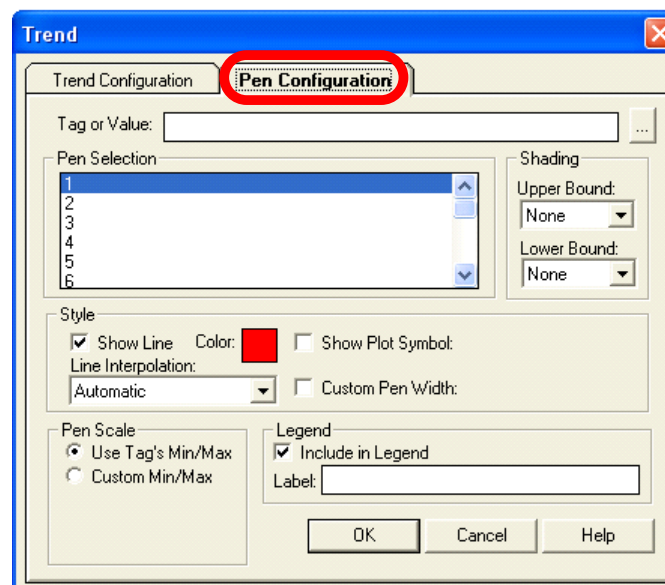 Trend
Trend Configuration
Pen Configuration
Tag or Value:
...
Pen Selection
1
2
3
4
5
6
Shading
Upper Bound:
None
Lower Bound:
None
Style
Show Line Color:
Show Plot Symbol:
Line Interpolation:
Automatic
Custom Pen Width:
Pen Scale
Use Tag's Min/Max
Custom Min/Max
Legend
Include in Legend
Label:
OK
Cancel
Help